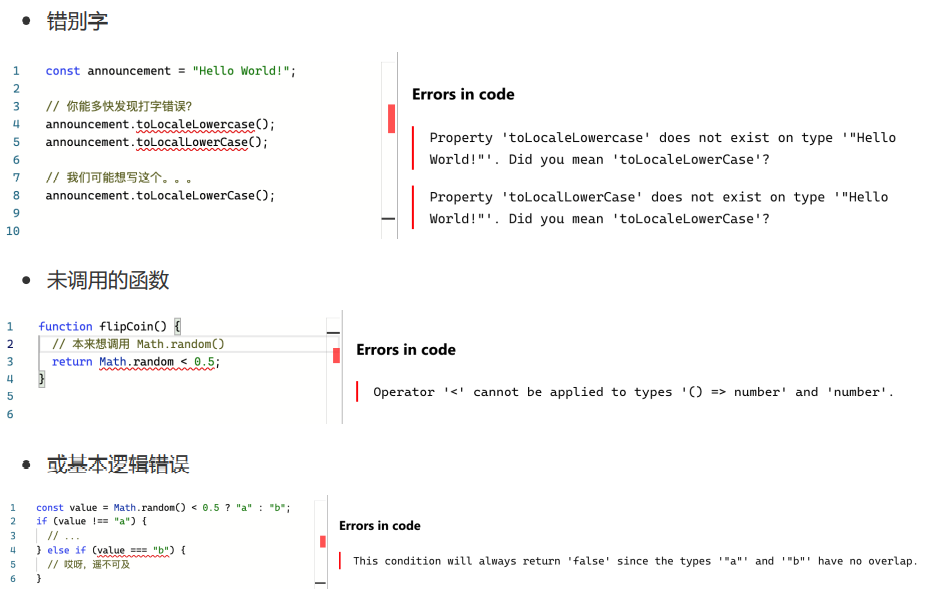 • 错别字
1 const announcement = "Hello World!";
2
3 // 你能多快发现打字错误?
4 announcement.toLocaleLowercase();
5 announcement.toLocalLowerCase();
6
7 // 我们可能想写这个。。。
8 announcement.toLocaleLowerCase();
9
10
Errors in code
Property 'toLocaleLowercase' does not exist on type '"Hello
World!"'. Did you mean 'toLocaleLowerCase'?
Property 'toLocalLowerCase' does not exist on type '"Hello
World!"'. Did you mean 'toLocaleLowerCase'?
• 未调用的函数
1 function flipCoin() {
2 // 本来想调用 Math.random()
3 return Math.random < 0.5;
4 }
5
6
Errors in code
Operator '<' cannot be applied to types '() => number' and 'number'.
• 或基本逻辑错误
1 const value = Math.random() < 0.5 ? "a" : "b";
2 if (value !== "a") {
3 // ...
4 } else if (value === "b") {
5 // 哎呀，遥不可及
6 }
Errors in code
This condition will always return 'false' since the types '"a"' and '"b"' have no overlap.